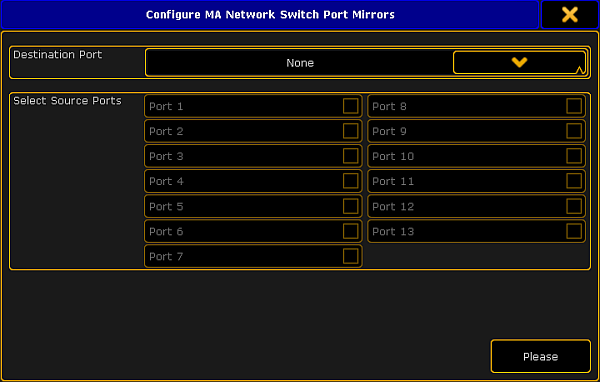 Configure MA Network Switch Port Mirrors
Destination Port
None
Select Source Ports
Port 1
Port 2
Port 3
Port 4
Port 5
Port 6
Port 7
Port 8
Port 9
Port 10
Port 11
Port 12
Port 13
Please